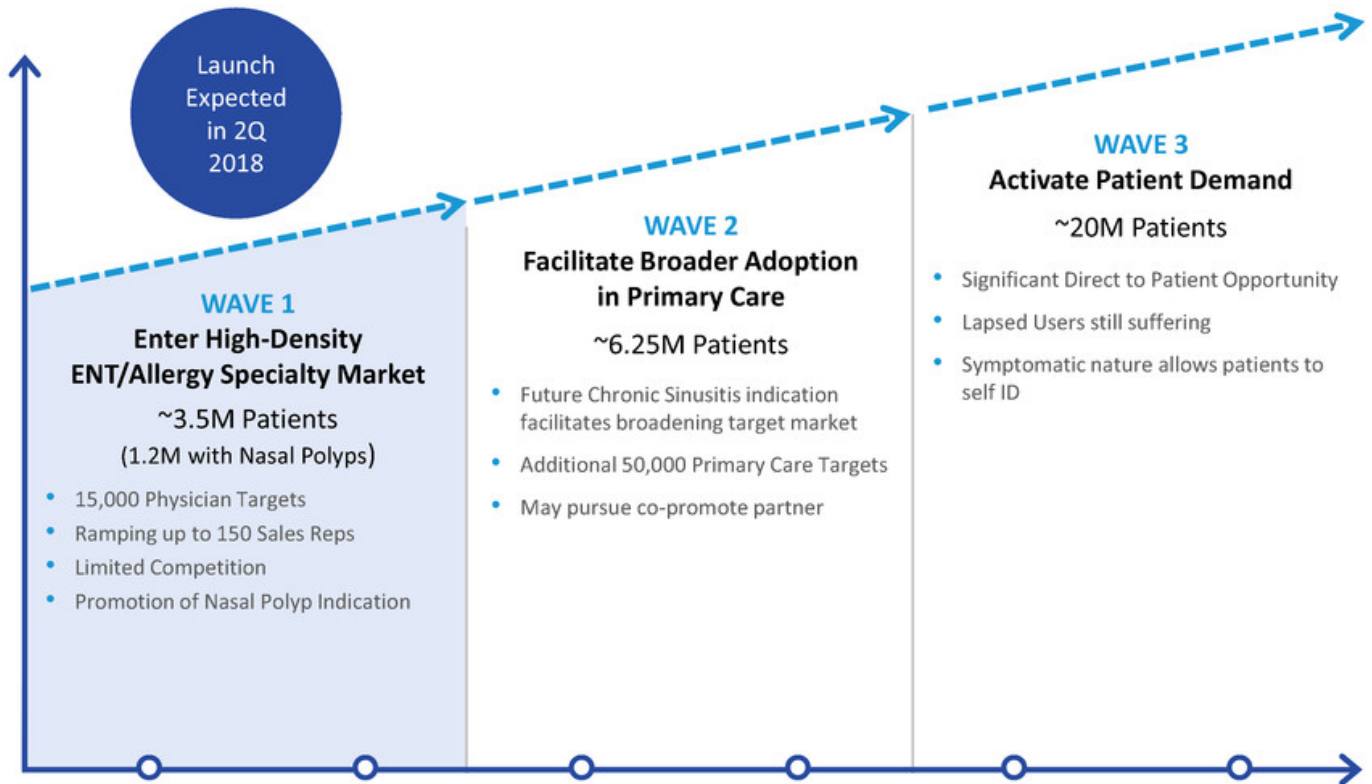 Launch
Expected
in 2Q
2018
WAVE 1
Enter High-Density
ENT/Allergy Specialty Market
~3.5M Patients
(1.2M with Nasal Polyps)
• 15,000 Physician Targets
• Ramping up to 150 Sales Reps
• Limited Competition
• Promotion of Nasal Polyp Indication
WAVE 2
Facilitate Broader Adoption
in Primary Care
~6.25M Patients
• Future Chronic Sinusitis indication
facilitates broadening target market
• Additional 50,000 Primary Care Targets
• May pursue co-promote partner
WAVE 3
Activate Patient Demand
~20M Patients
• Significant Direct to Patient Opportunity
• Lapsed Users still suffering
• Symptomatic nature allows patients to
self ID